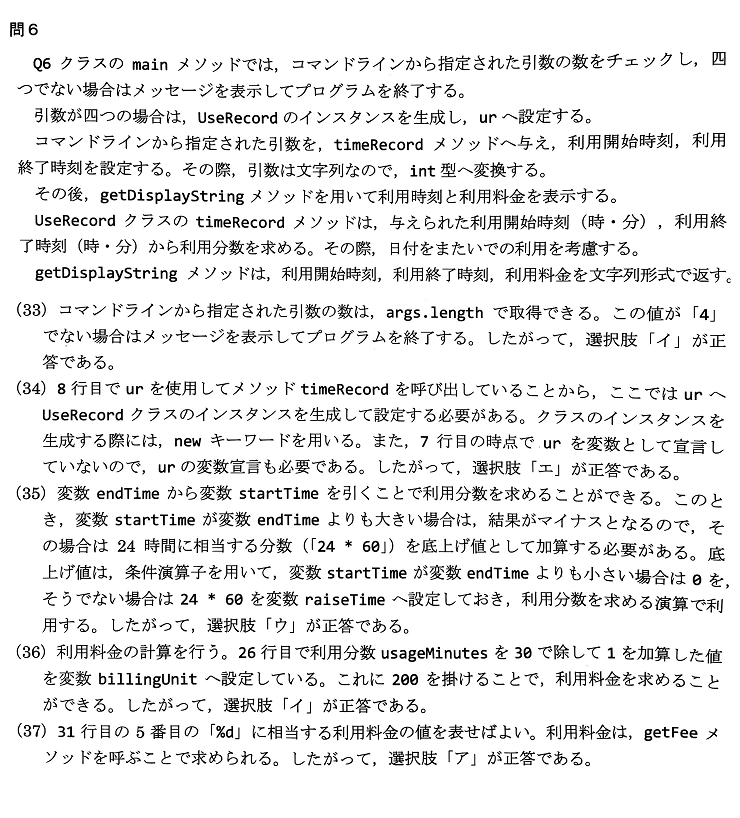 問６
Q6 クラスの main メソッドでは，コマンドラインから指定された引数の数をチェックし，四
つでない場合はメッセージを表示してプログラムを終了する。
引数が四つの場合は，UseRecord のインスタンスを生成し，ur へ設定する。
コマンドラインから指定された引数を，timeRecord メソッドへ与え，利用開始時刻，利用
終了時刻を設定する。その際，引数は文字列なので，int 型へ変換する。
その後，getDisplayString メソッドを用いて利用時刻と利用料金を表示する。
UseRecord クラスの timeRecord メソッドは，与えられた利用開始時刻（時・分），利用終
了時刻（時・分）から利用分数を求める。その際，日付をまたいでの利用を考慮する。
getDisplayString メソッドは，利用開始時刻，利用終了時刻，利用料金を文字列形式で返す。
(33) コマンドラインから指定された引数の数は，args.length で取得できる。この値が「4」
でない場合はメッセージを表示してプログラムを終了する。したがって，選択肢「イ」が正
答である。
(34) 8 行目で ur を使用してメソッド timeRecord を呼び出していることから，ここでは ur へ
UseRecord クラスのインスタンスを生成して設定する必要がある。クラスのインスタンスを
生成する際には，new キーワードを用いる。また，7 行目の時点で ur を変数として宣言し
ていないので，ur の変数宣言も必要である。したがって，選択肢「エ」が正答である。
(35) 変数 endTime から変数 startTime を引くことで利用分数を求めることができる。このと
き，変数 startTime が変数 endTime よりも大きい場合は，結果がマイナスとなるので，そ
の場合は 24 時間に相当する分数（「24 * 60」）を底上げ値として加算する必要がある。底
上げ値は，条件演算子を用いて，変数 startTime が変数 endTime よりも小さい場合は 0 を，
そうでない場合は 24 * 60 を変数 raiseTime へ設定しておき，利用分数を求める演算で利
用する。したがって，選択肢「ウ」が正答である。
(36) 利用料金の計算を行う。26 行目で利用分数 usageMinutes を 30 で除して 1 を加算した値
を変数 billingUnit へ設定している。これに 200 を掛けることで，利用料金を求めること
ができる。したがって，選択肢「イ」が正答である。
(37) 31 行目の 5 番目の「%d」に相当する利用料金の値を表せばよい。利用料金は，getFee メ
ソッドを呼ぶことで求められる。したがって，選択肢「ア」が正答である。